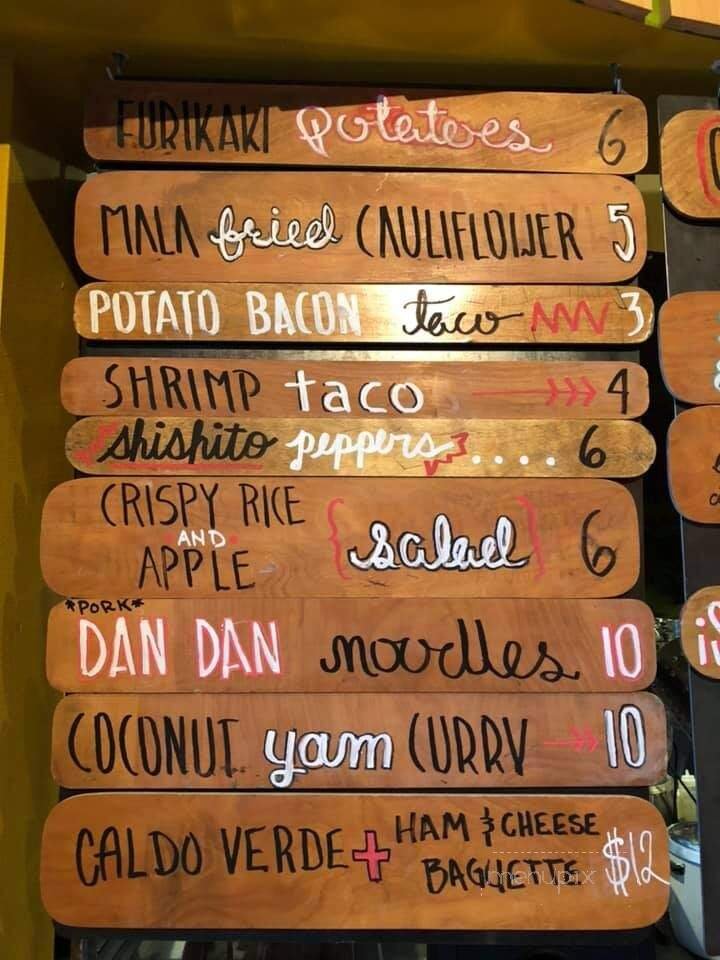 FURIKAKI Potatoes 6
MALA fried CAULIFLOWER 5
POTATO BACON taco 3
SHRIMP taco 4
shishito peppers.... 6
CRISPY RICE
AND
APPLE {salad} 6
*PORK*
DAN DAN noodles 10
COCONUT yam CURRY 10
CALDO VERDE + HAM & CHEESE
BAGUETTE $12
menupix